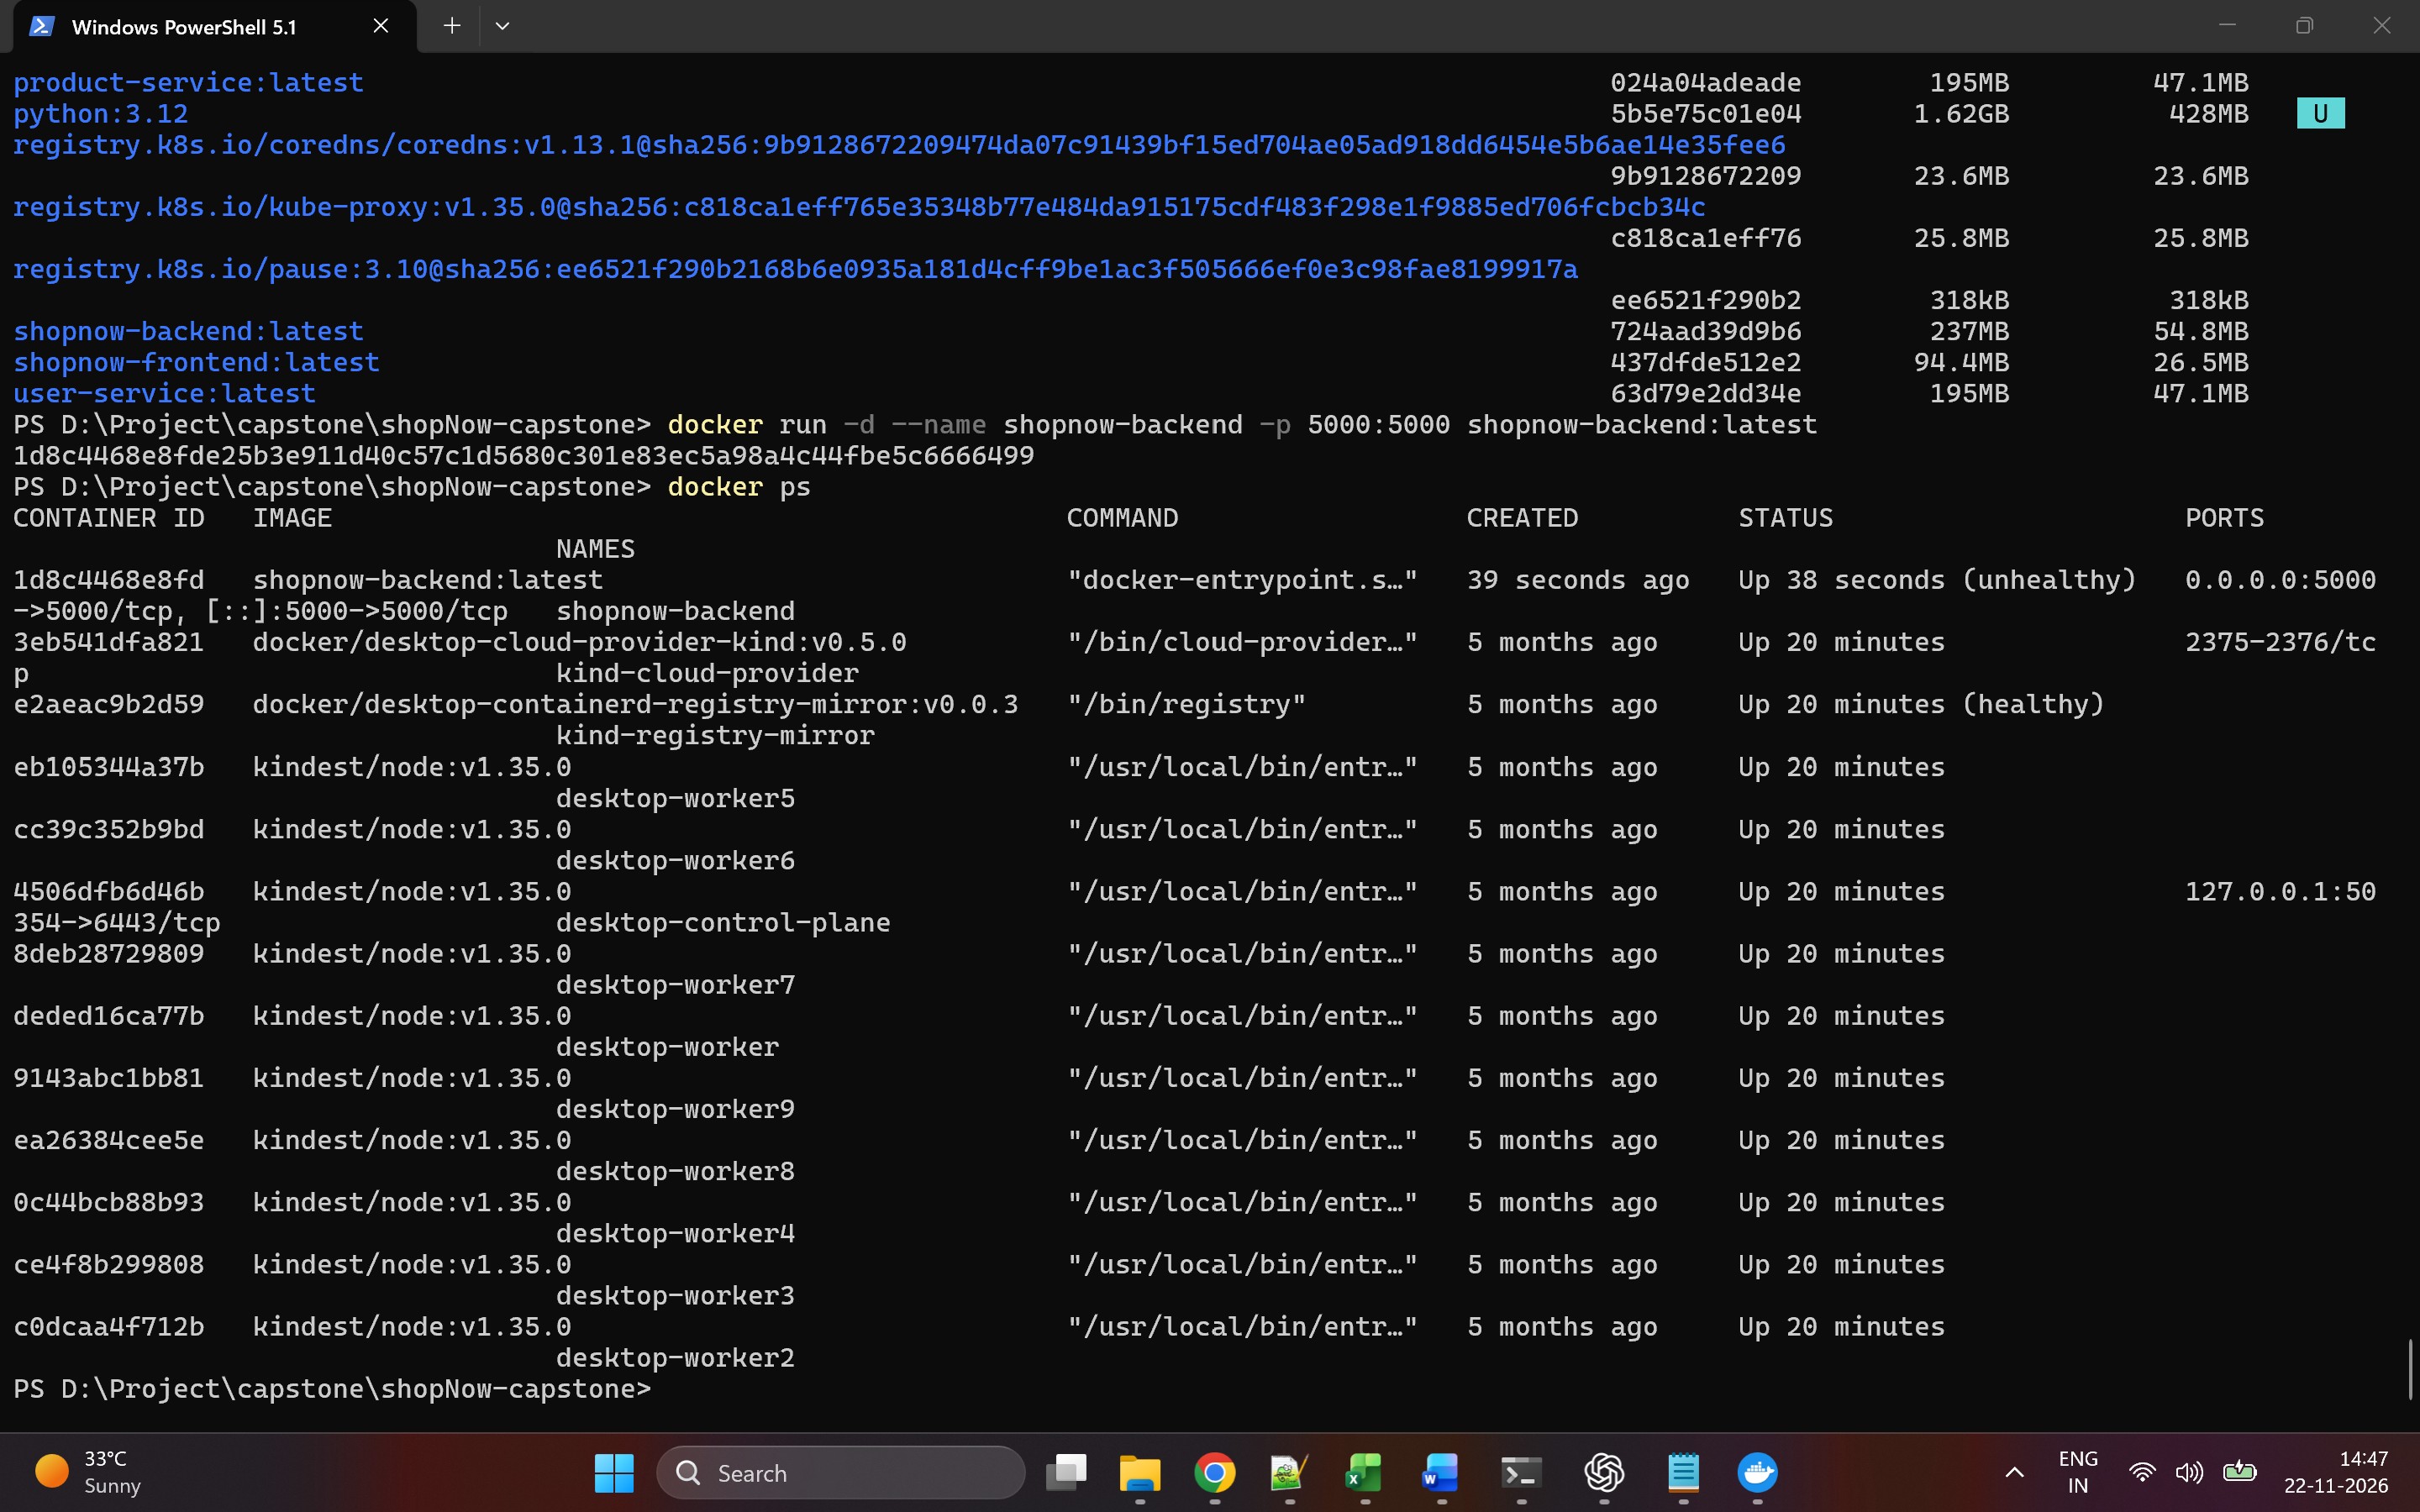 Windows PowerShell 5.1
product-service:latest 024a04adeade 195MB 47.1MB
python:3.12 5b5e75c01e04 1.62GB 428MB U
registry.k8s.io/coredns/coredns:v1.13.1@sha256:9b9128672209474da07c91439bf15ed704ae05ad918dd6454e5b6ae14e35fee6
9b9128672209 23.6MB 23.6MB
registry.k8s.io/kube-proxy:v1.35.0@sha256:c818ca1eff765e35348b77e484da915175cdf483f298e1f9885ed706fcbcb34c
c818ca1eff76 25.8MB 25.8MB
registry.k8s.io/pause:3.10@sha256:ee6521f290b2168b6e0935a181d4cff9be1ac3f505666ef0e3c98fae8199917a
ee6521f290b2 318kB 318kB
shopnow-backend:latest 724aad39d9b6 237MB 54.8MB
shopnow-frontend:latest 437dfde512e2 94.4MB 26.5MB
user-service:latest 63d79e2dd34e 195MB 47.1MB
PS D:\Project\capstone\shopNow-capstone> docker run -d --name shopnow-backend -p 5000:5000 shopnow-backend:latest
1d8c4468e8fde25b3e911d40c57c1d5680c301e83ec5a98a4c44fbe5c6666499
PS D:\Project\capstone\shopNow-capstone> docker ps
CONTAINER ID IMAGE COMMAND CREATED STATUS PORTS
NAMES
1d8c4468e8fd shopnow-backend:latest "docker-entrypoint.s…" 39 seconds ago Up 38 seconds (unhealthy) 0.0.0.0:5000
->5000/tcp, [::]:5000->5000/tcp shopnow-backend
3eb541dfa821 docker/desktop-cloud-provider-kind:v0.5.0 "/bin/cloud-provider…" 5 months ago Up 20 minutes 2375-2376/tc
p kind-cloud-provider
e2aeac9b2d59 docker/desktop-containerd-registry-mirror:v0.0.3 "/bin/registry" 5 months ago Up 20 minutes (healthy)
kind-registry-mirror
eb105344a37b kindest/node:v1.35.0 "/usr/local/bin/entr…" 5 months ago Up 20 minutes
desktop-worker5
cc39c352b9bd kindest/node:v1.35.0 "/usr/local/bin/entr…" 5 months ago Up 20 minutes
desktop-worker6
4506dfb6d46b kindest/node:v1.35.0 "/usr/local/bin/entr…" 5 months ago Up 20 minutes 127.0.0.1:50
354->6443/tcp desktop-control-plane
8deb28729809 kindest/node:v1.35.0 "/usr/local/bin/entr…" 5 months ago Up 20 minutes
desktop-worker7
deded16ca77b kindest/node:v1.35.0 "/usr/local/bin/entr…" 5 months ago Up 20 minutes
desktop-worker
9143abc1bb81 kindest/node:v1.35.0 "/usr/local/bin/entr…" 5 months ago Up 20 minutes
desktop-worker9
ea26384cee5e kindest/node:v1.35.0 "/usr/local/bin/entr…" 5 months ago Up 20 minutes
desktop-worker8
0c44bcb88b93 kindest/node:v1.35.0 "/usr/local/bin/entr…" 5 months ago Up 20 minutes
desktop-worker4
ce4f8b299808 kindest/node:v1.35.0 "/usr/local/bin/entr…" 5 months ago Up 20 minutes
desktop-worker3
c0dcaa4f712b kindest/node:v1.35.0 "/usr/local/bin/entr…" 5 months ago Up 20 minutes
desktop-worker2
PS D:\Project\capstone\shopNow-capstone>
33°C
Sunny
Search
ENG
IN
14:47
22-11-2026